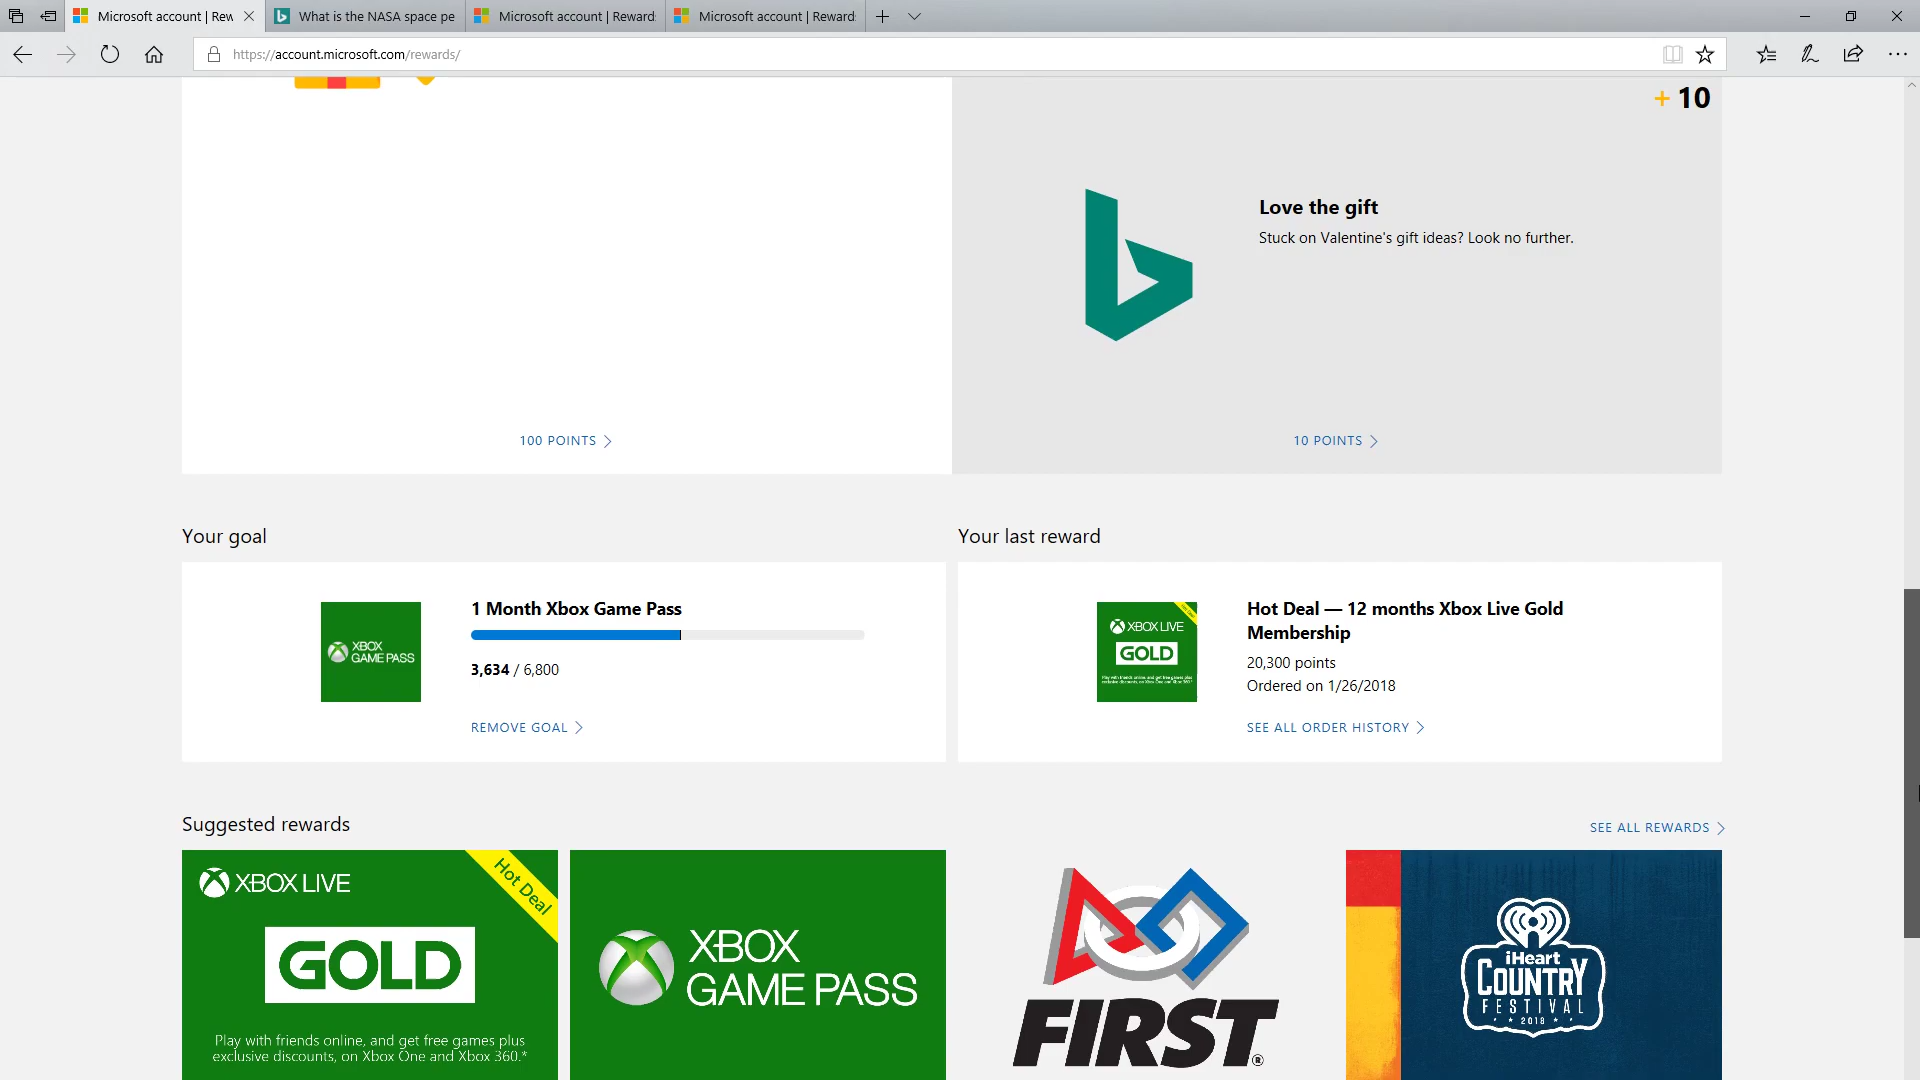 Microsoft account | Rew
What is the NASA space pe
Microsoft account | Reward
Microsoft account | Reward
https://account.microsoft.com/rewards/
+ 10
Love the gift
Stuck on Valentine's gift ideas? Look no further.
100 POINTS
10 POINTS
Your goal
Your last reward
XBOX
GAME PASS
1 Month Xbox Game Pass
3,634 / 6,800
REMOVE GOAL
XBOX LIVE
GOLD
Hot Deal — 12 months Xbox Live Gold
Membership
20,300 points
Ordered on 1/26/2018
SEE ALL ORDER HISTORY
Suggested rewards
SEE ALL REWARDS
XBOX LIVE
Hot Deal
GOLD
Play with friends online, and get free games plus
exclusive discounts, on Xbox One and Xbox 360.*
XBOX
GAME PASS
FIRST®
iHeart
COUNTRY
FESTIVAL
2018